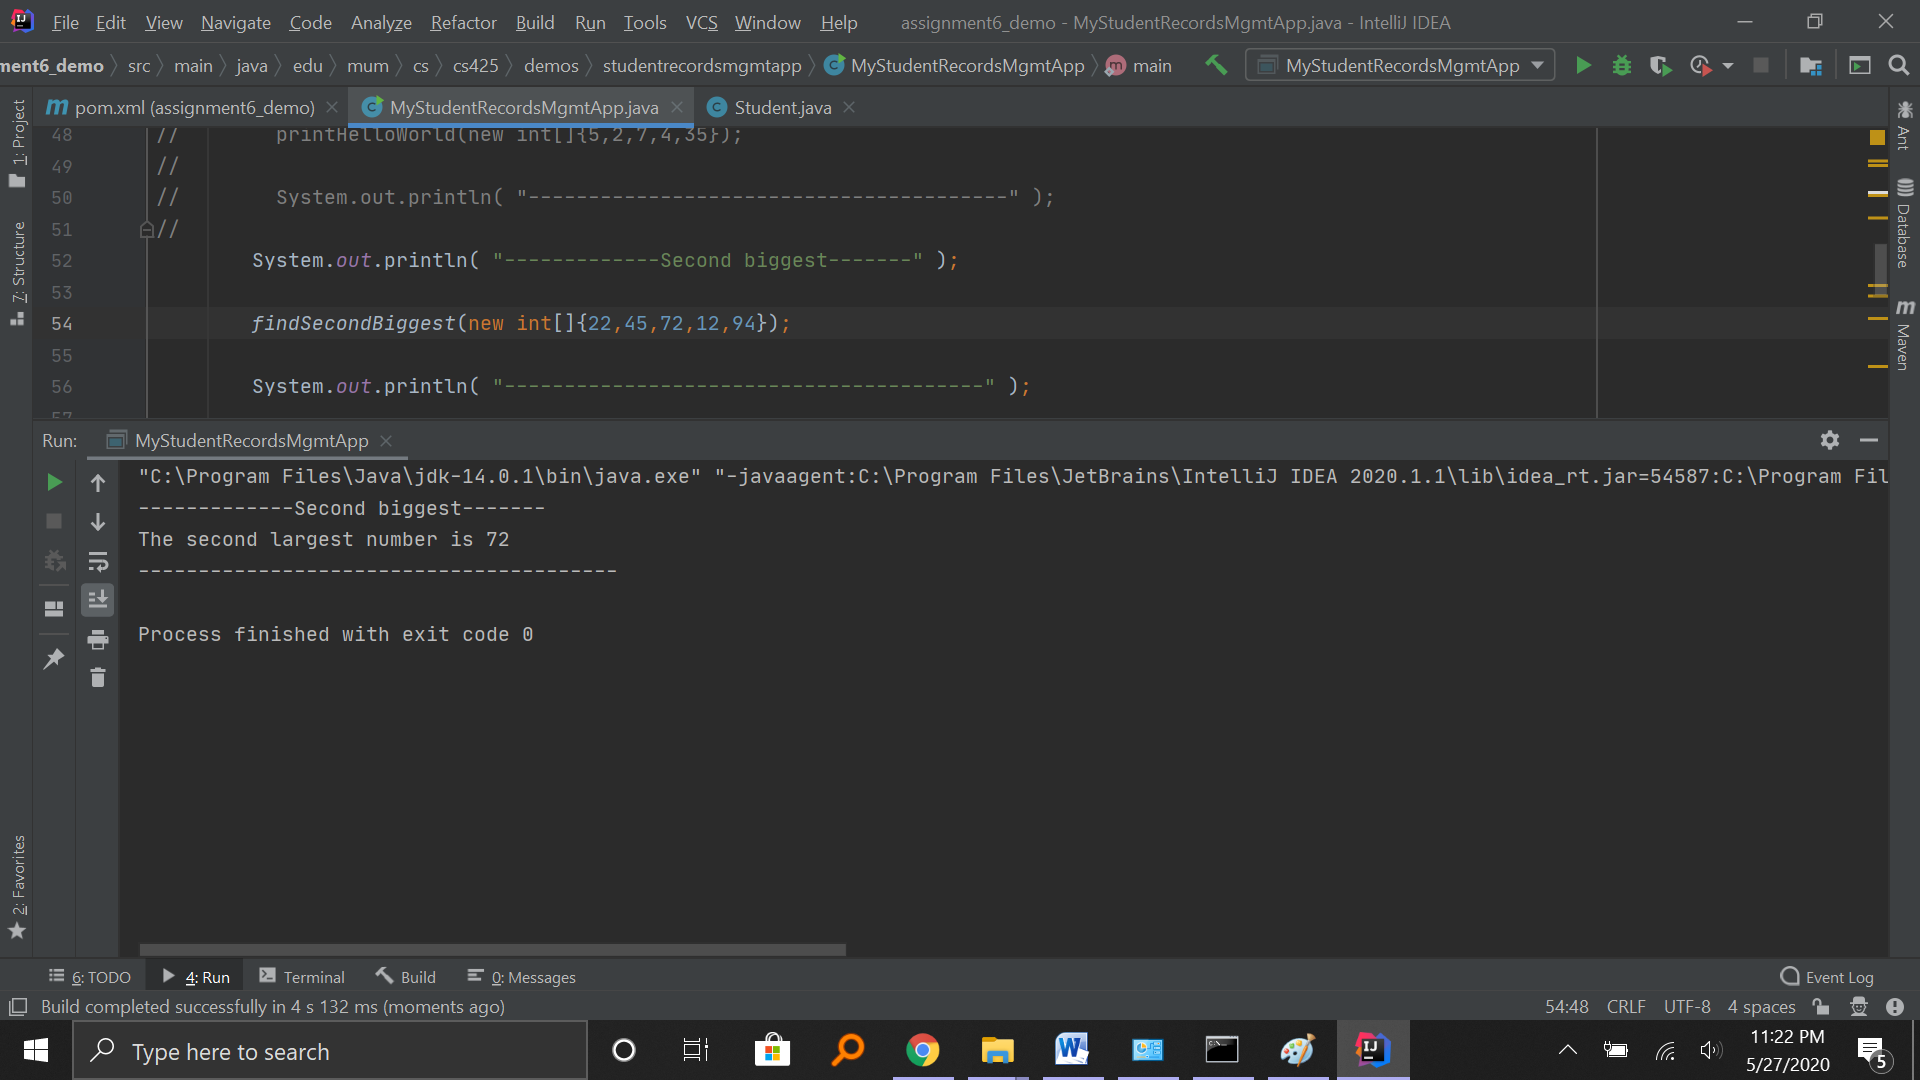 File Edit View Navigate Code Analyze Refactor Build Run Tools VCS Window Help assignment6_demo - MyStudentRecordsMgmtApp.java - IntelliJ IDEA
ment6_demo src main java edu mum cs cs425 demos studentrecordsmgmtapp MyStudentRecordsMgmtApp main MyStudentRecordsMgmtApp
pom.xml (assignment6_demo) MyStudentRecordsMgmtApp.java Student.java
1: Project
7: Structure
2: Favorites
48 // printHelloWorld(new int[]{5,2,7,4,35});
49 //
50 // System.out.println( "----------------------------------------" );
51 //
52 System.out.println( "-------------Second biggest-------" );
53
54 findSecondBiggest(new int[]{22,45,72,12,94});
55
56 System.out.println( "----------------------------------------" );
57
Ant
Database
Maven
Run: MyStudentRecordsMgmtApp
"C:\Program Files\Java\jdk-14.0.1\bin\java.exe" "-javaagent:C:\Program Files\JetBrains\IntelliJ IDEA 2020.1.1\lib\idea_rt.jar=54587:C:\Program Fil
-------------Second biggest-------
The second largest number is 72
----------------------------------------
Process finished with exit code 0
6: TODO 4: Run Terminal Build 0: Messages Event Log
Build completed successfully in 4 s 132 ms (moments ago) 54:48 CRLF UTF-8 4 spaces
Type here to search
11:22 PM
5/27/2020
5